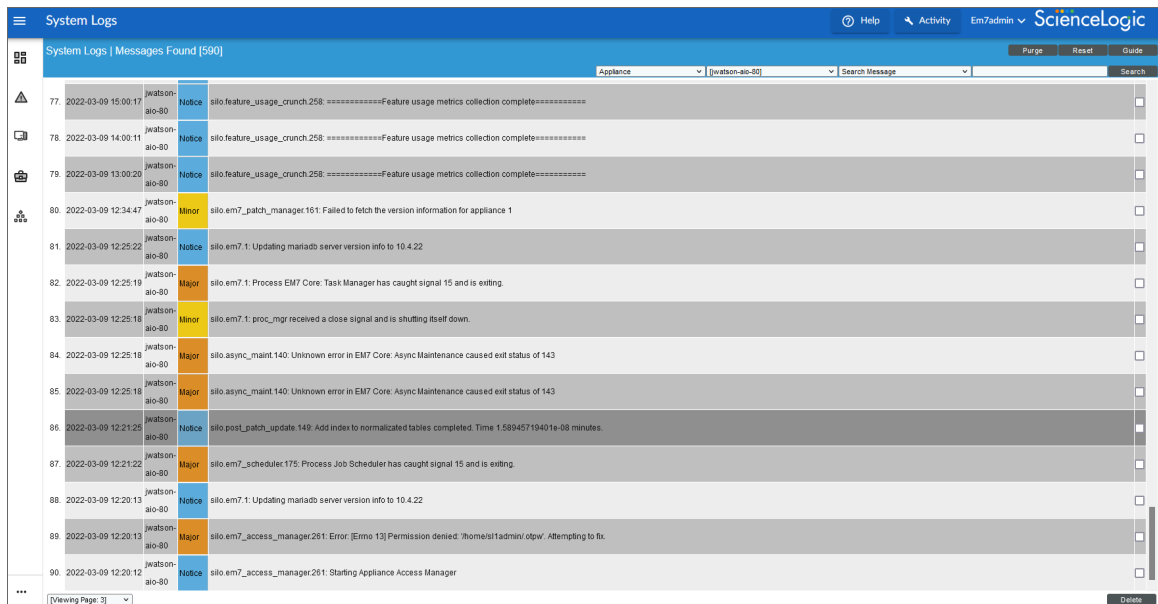 System Logs
Help Activity Em7admin ScienceLogic
System Logs | Messages Found [590] Purge Reset Guide
Appliance [jwatson-aio-80] Search Message Search
77. 2022-03-09 15:00:17 jwatson-aio-80 Notice silo.feature_usage_crunch.258: ============Feature usage metrics collection complete===========
78. 2022-03-09 14:00:11 jwatson-aio-80 Notice silo.feature_usage_crunch.258: ============Feature usage metrics collection complete===========
79. 2022-03-09 13:00:20 jwatson-aio-80 Notice silo.feature_usage_crunch.258: ============Feature usage metrics collection complete===========
80. 2022-03-09 12:34:47 jwatson-aio-80 Minor silo.em7_patch_manager.161: Failed to fetch the version information for appliance 1
81. 2022-03-09 12:25:22 jwatson-aio-80 Notice silo.em7.1: Updating mariadb server version info to 10.4.22
82. 2022-03-09 12:25:19 jwatson-aio-80 Major silo.em7.1: Process EM7 Core: Task Manager has caught signal 15 and is exiting.
83. 2022-03-09 12:25:18 jwatson-aio-80 Minor silo.em7.1: proc_mgr received a close signal and is shutting itself down.
84. 2022-03-09 12:25:18 jwatson-aio-80 Major silo.async_maint.140: Unknown error in EM7 Core: Async Maintenance caused exit status of 143
85. 2022-03-09 12:25:18 jwatson-aio-80 Major silo.async_maint.140: Unknown error in EM7 Core: Async Maintenance caused exit status of 143
86. 2022-03-09 12:21:25 jwatson-aio-80 Notice silo.post_patch_update.149: Add index to normalizated tables completed. Time 1.58945719401e-08 minutes.
87. 2022-03-09 12:21:22 jwatson-aio-80 Major silo.em7_scheduler.175: Process Job Scheduler has caught signal 15 and is exiting.
88. 2022-03-09 12:20:13 jwatson-aio-80 Notice silo.em7.1: Updating mariadb server version info to 10.4.22
89. 2022-03-09 12:20:13 jwatson-aio-80 Major silo.em7_access_manager.261: Error: [Errno 13] Permission denied: '/home/sl1admin/.otpw'. Attempting to fix.
90. 2022-03-09 12:20:12 jwatson-aio-80 Notice silo.em7_access_manager.261: Starting Appliance Access Manager
[Viewing Page: 3] Delete